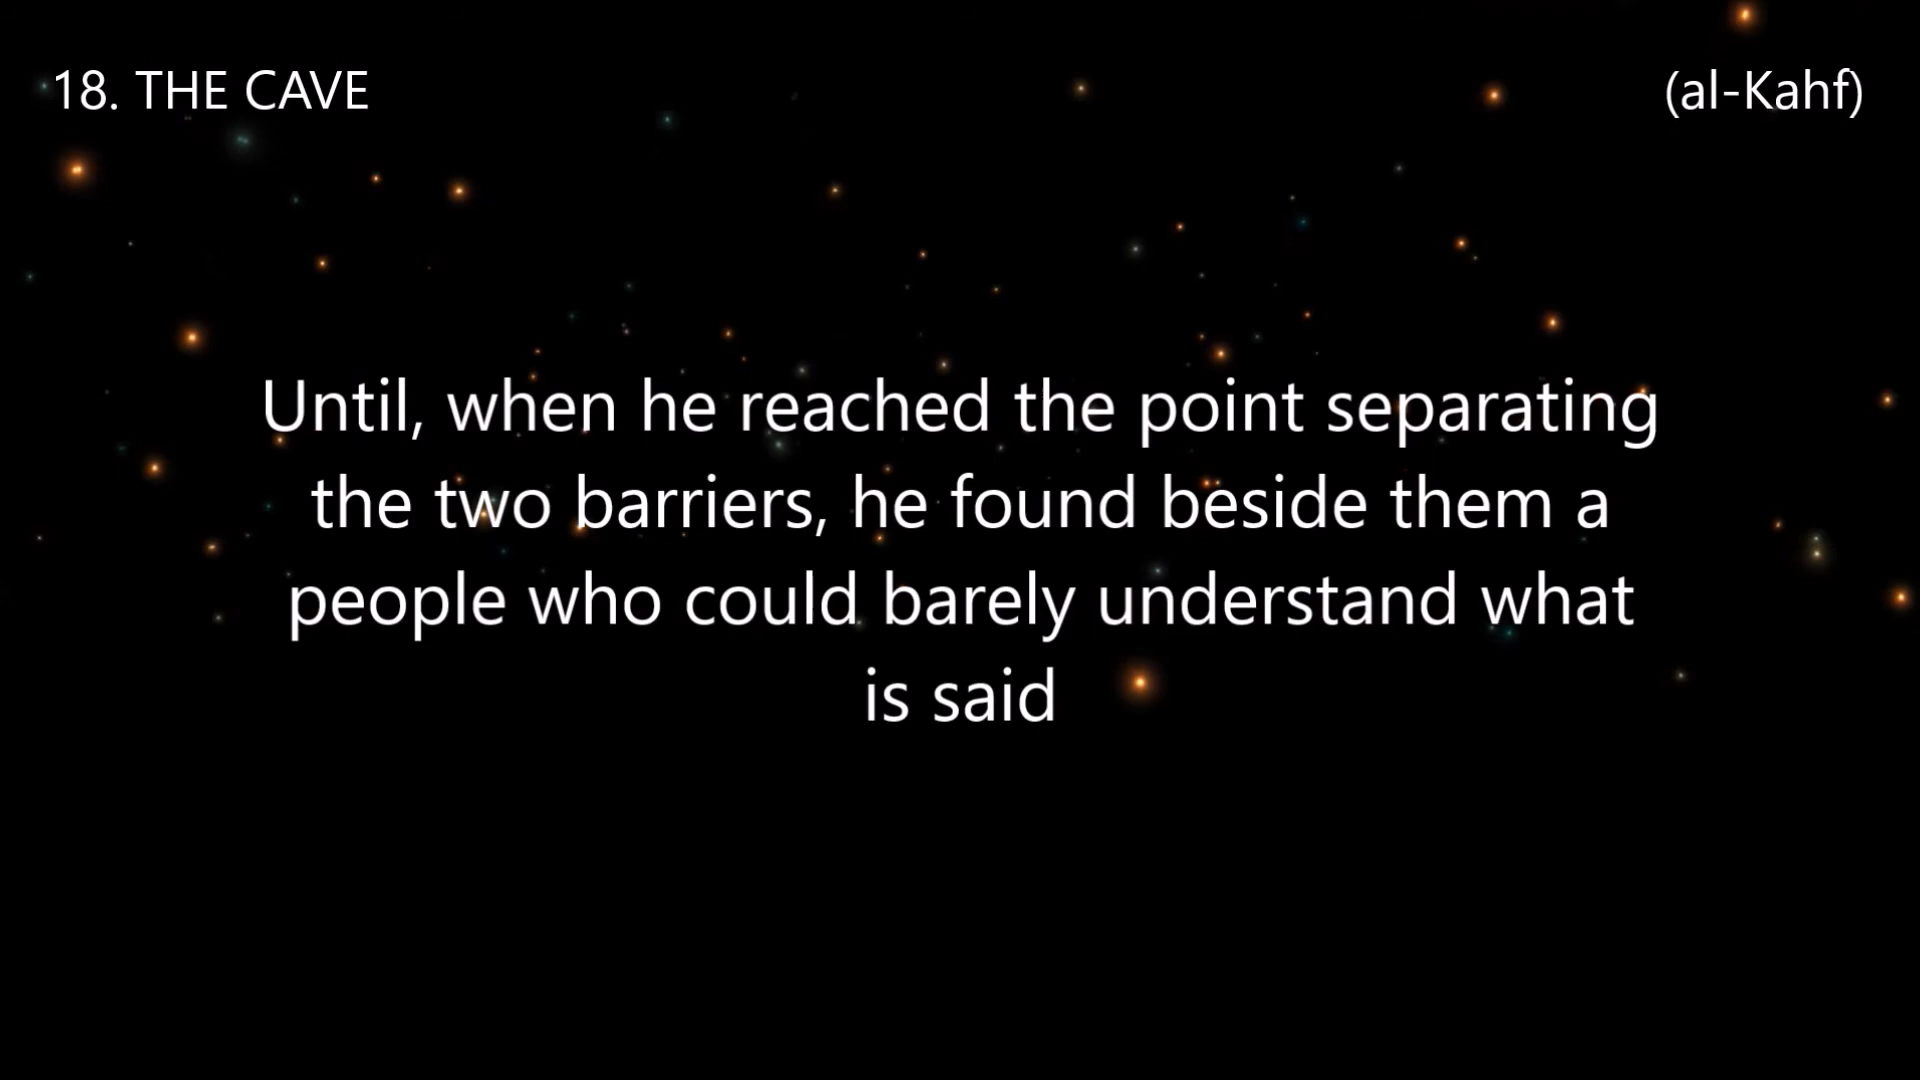 18. THE CAVE
(al-Kahf)
Until, when he reached the point separating
the two barriers, he found beside them a
people who could barely understand what
is said